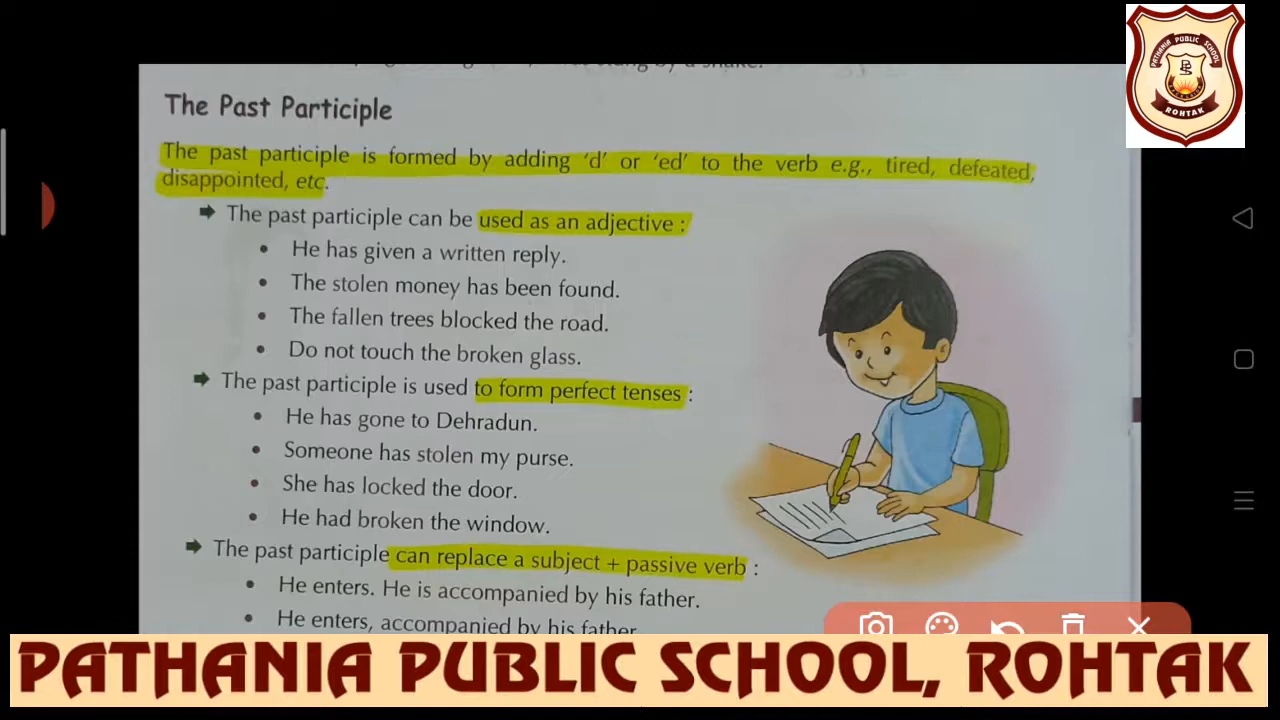 by a snake.
The Past Participle
The past participle is formed by adding ‘d’ or ‘ed’ to the verb e.g., tired, defeated,
disappointed, etc.
The past participle can be used as an adjective :
• He has given a written reply.
• The stolen money has been found.
• The fallen trees blocked the road.
• Do not touch the broken glass.
The past participle is used to form perfect tenses :
• He has gone to Dehradun.
• Someone has stolen my purse.
• She has locked the door.
• He had broken the window.
The past participle can replace a subject + passive verb :
• He enters. He is accompanied by his father.
• He enters, accompanied by his father.
PATHANIA PUBLIC SCHOOL
ROHTAK
PATHANIA PUBLIC SCHOOL, ROHTAK